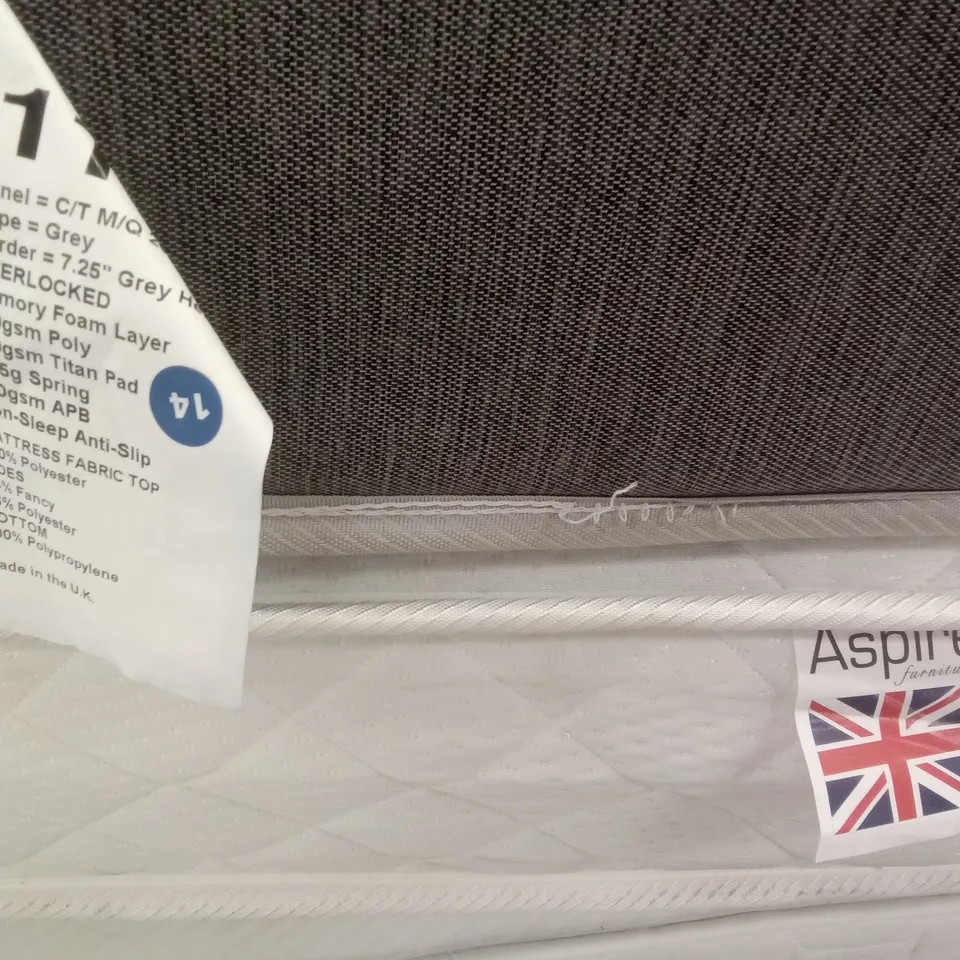 1
nel = C/T M/Q
pe = Grey
rder = 7.25" Grey H
ERLOCKED
mory Foam Layer
gsm Poly
gsm Titan Pad
5g Spring
0gsm APB
on-Sleep Anti-Slip
ATTRESS FABRIC TOP
0% Polyester
DES
% Fancy
% Polyester
OTTOM
00% Polypropylene
ade in the U.K.
14
Aspire
furnitu